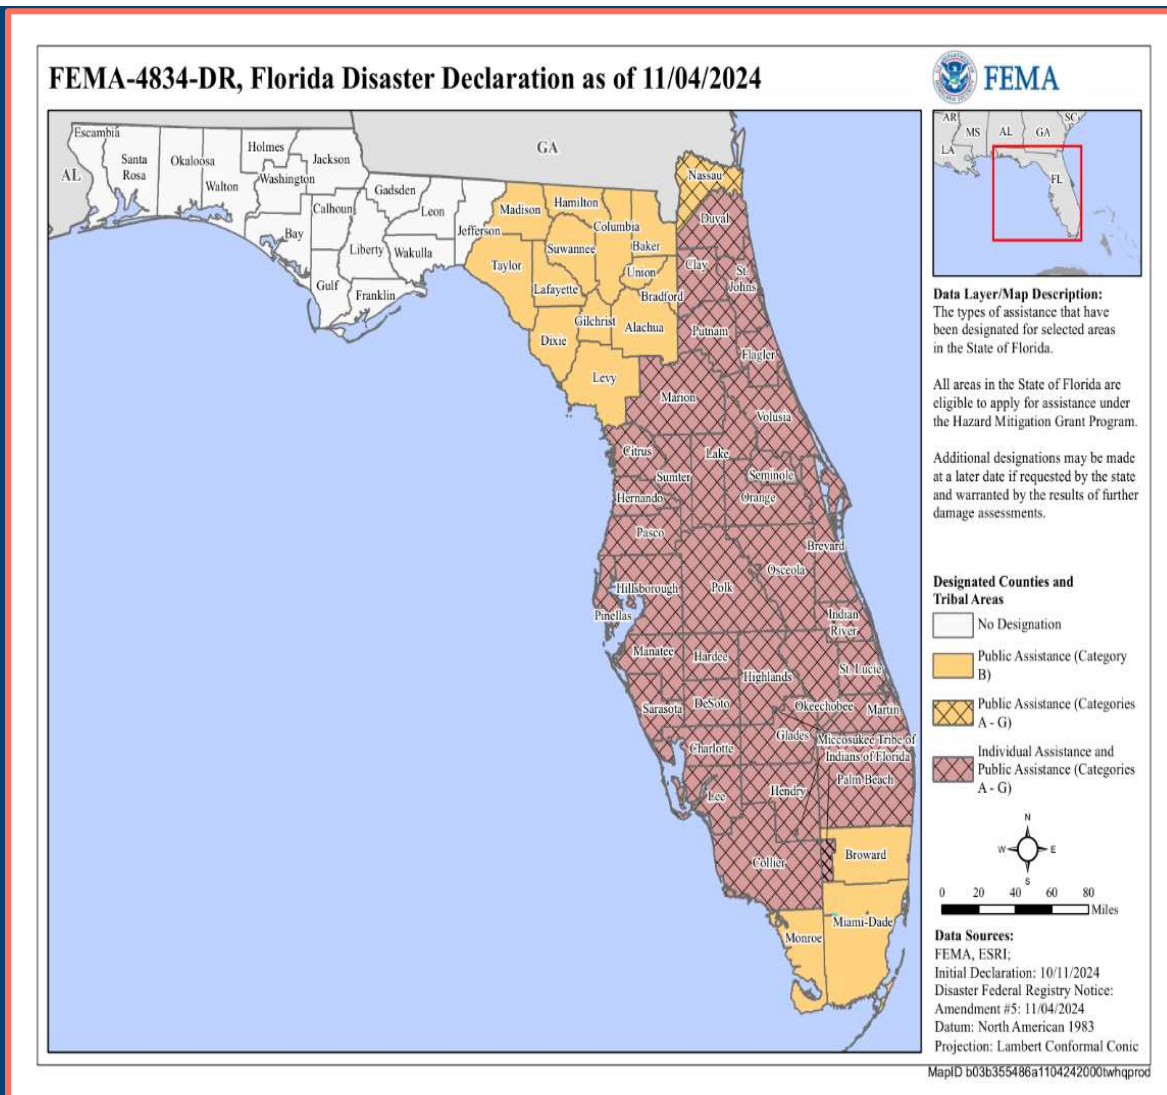 FEMA-4834-DR, Florida Disaster Declaration as of 11/04/2024
FEMA
AL
GA
Escambia
Santa
Rosa
Okaloosa
Walton
Holmes
Washington
Jackson
Bay
Calhoun
Gulf
Liberty
Franklin
Gadsden
Leon
Wakulla
Jefferson
Madison
Taylor
Hamilton
Suwannee
Lafayette
Dixie
Columbia
Baker
Union
Bradford
Gilchrist
Alachua
Levy
Nassau
Duval
Clay
St.
Johns
Putnam
Flagler
Marion
Volusia
Citrus
Sumter
Lake
Seminole
Hernando
Orange
Pasco
Brevard
Osceola
Hillsborough
Polk
Pinellas
Indian
River
Manatee
Hardee
Highlands
St. Lucie
Sarasota
DeSoto
Okeechobee
Martin
Charlotte
Glades
Miccosukee Tribe of
Indians of Florida
Lee
Hendry
Palm Beach
Collier
Broward
Miami-Dade
Monroe
AR
MS
AL
GA
SC
LA
FL
Data Layer/Map Description:
The types of assistance that have
been designated for selected areas
in the State of Florida.
All areas in the State of Florida are
eligible to apply for assistance under
the Hazard Mitigation Grant Program.
Additional designations may be made
at a later date if requested by the state
and warranted by the results of further
damage assessments.
Designated Counties and
Tribal Areas
No Designation
Public Assistance (Category
B)
Public Assistance (Categories
A - G)
Individual Assistance and
Public Assistance (Categories
A - G)
N
W
E
S
0 20 40 60 80
Miles
Data Sources:
FEMA, ESRI;
Initial Declaration: 10/11/2024
Disaster Federal Registry Notice:
Amendment #5: 11/04/2024
Datum: North American 1983
Projection: Lambert Conformal Conic
MapID b03b355486a1104242000twhqprod